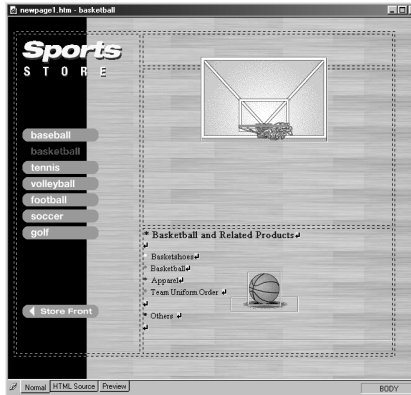 newpage1.htm - basketball
Sports
STORE
baseball
basketball
tennis
volleyball
football
soccer
golf
* Basketball and Related Products
Basketshoes
Basketball
Apparel
Team Uniform Order
Others
Store Front
Normal HTML Source Preview
BODY